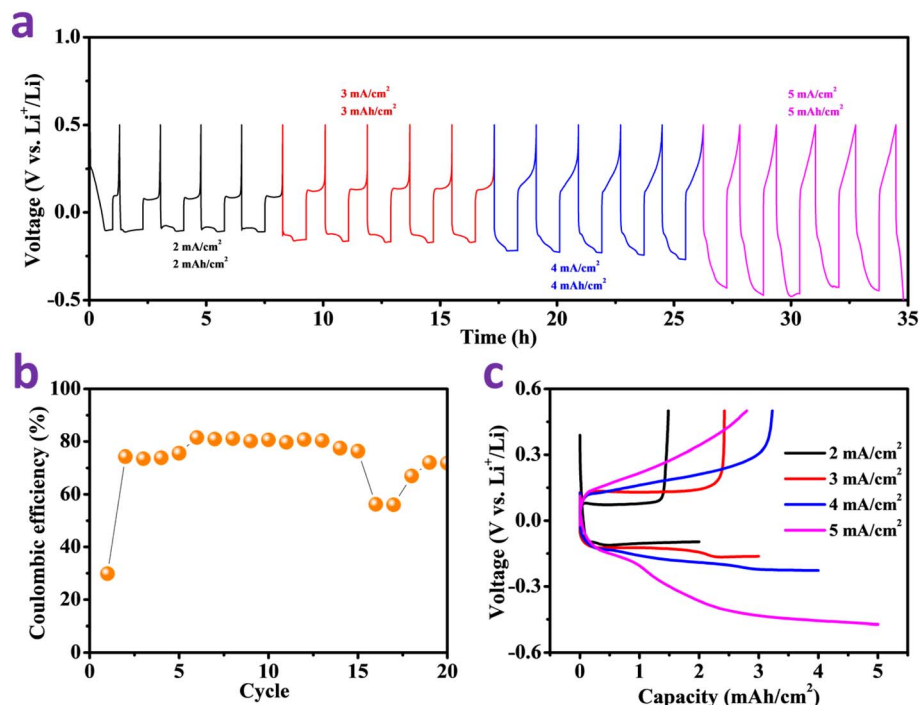 a
1.0
0.5
0.0
-0.5
Voltage (V vs. Li⁺/Li)
2 mA/cm²
2 mAh/cm²
3 mA/cm²
3 mAh/cm²
4 mA/cm²
4 mAh/cm²
5 mA/cm²
5 mAh/cm²
0 5 10 15 20 25 30 35
Time (h)
b
100
80
60
40
20
0
Coulombic efficiency (%)
0 5 10 15 20
Cycle
c
0.6
0.3
0.0
-0.3
-0.6
Voltage (V vs. Li⁺/Li)
2 mA/cm²
3 mA/cm²
4 mA/cm²
5 mA/cm²
0 1 2 3 4 5
Capacity (mAh/cm²)